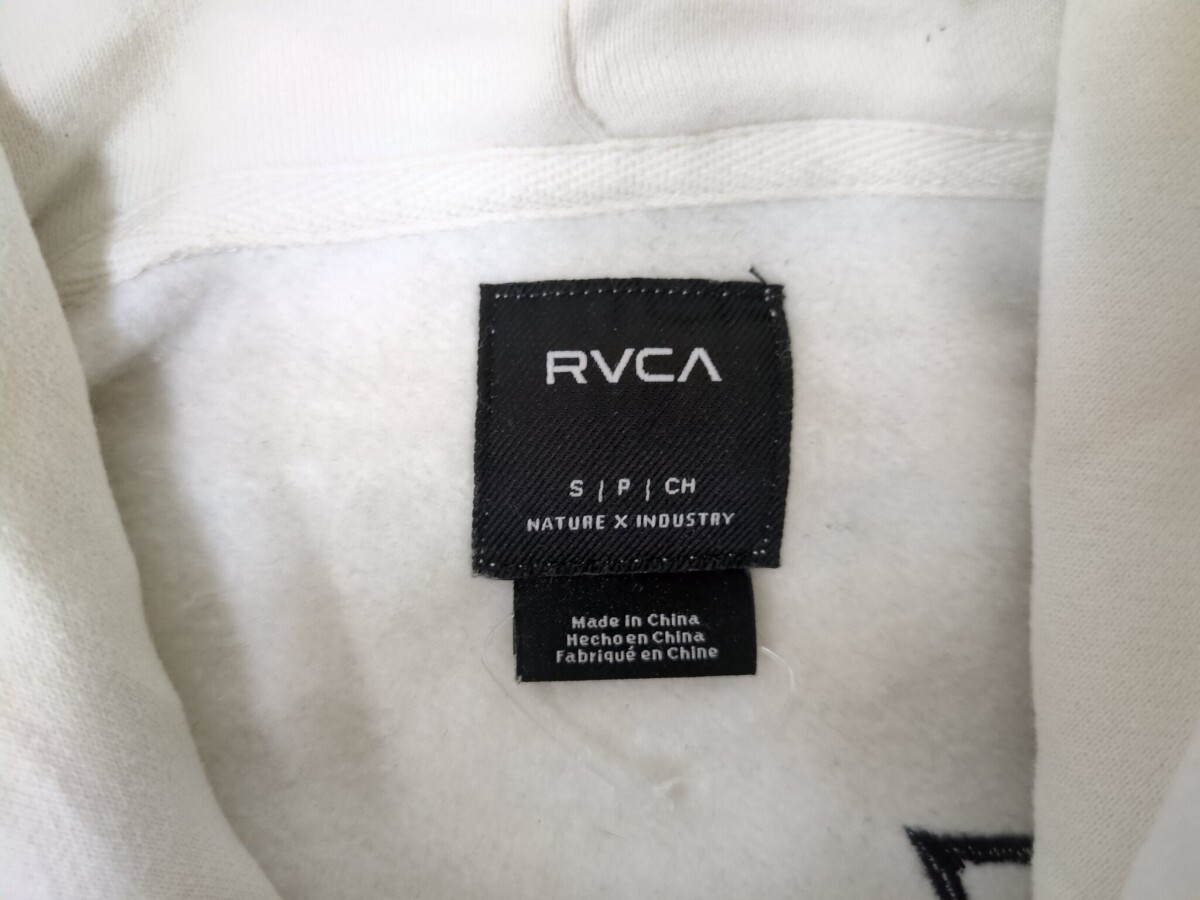 RVCA
S | P | CH
NATURE X INDUSTRY
Made in China
Hecho en China
Fabriqué en Chine